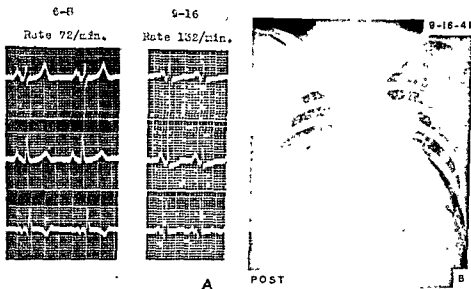 6-8
Rate 72/min.
9-16
Rate 132/min.
A
9-16-41
POST
B